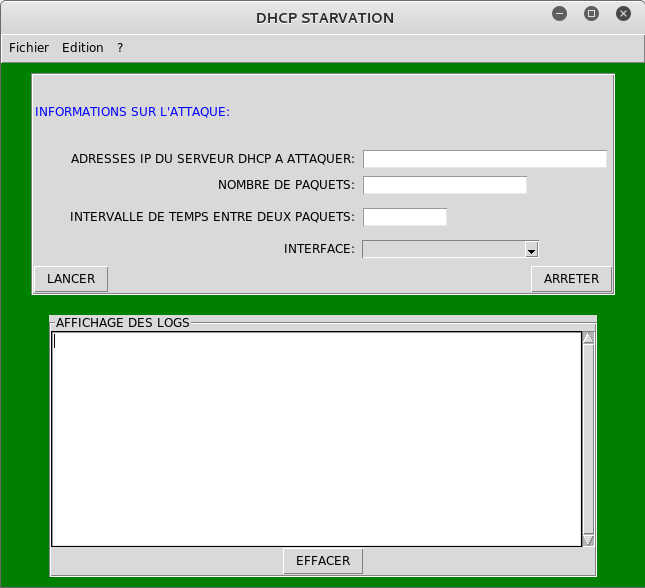 DHCP STARVATION
Fichier Edition ?
INFORMATIONS SUR L'ATTAQUE:
ADRESSES IP DU SERVEUR DHCP A ATTAQUER:
NOMBRE DE PAQUETS:
INTERVALLE DE TEMPS ENTRE DEUX PAQUETS:
INTERFACE:
LANCER ARRETER
AFFICHAGE DES LOGS
EFFACER